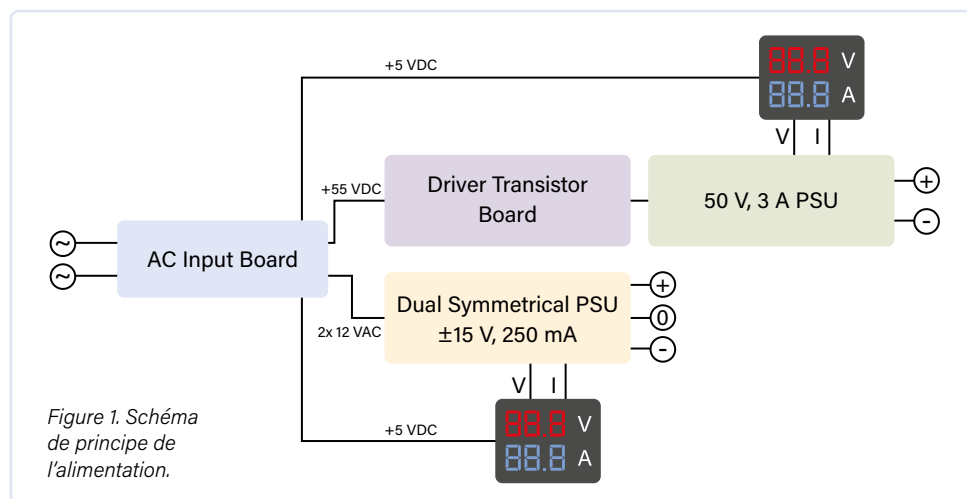 +5 VDC
88.8 V
88.8 A
V I
+55 VDC
Driver Transistor
Board
50 V, 3 A PSU
+
-
~
~
AC Input Board
2x 12 VAC
Dual Symmetrical PSU
±15 V, 250 mA
+
0
-
V I
+5 VDC
88.8 V
88.8 A
Figure 1. Schéma
de principe de
l'alimentation.